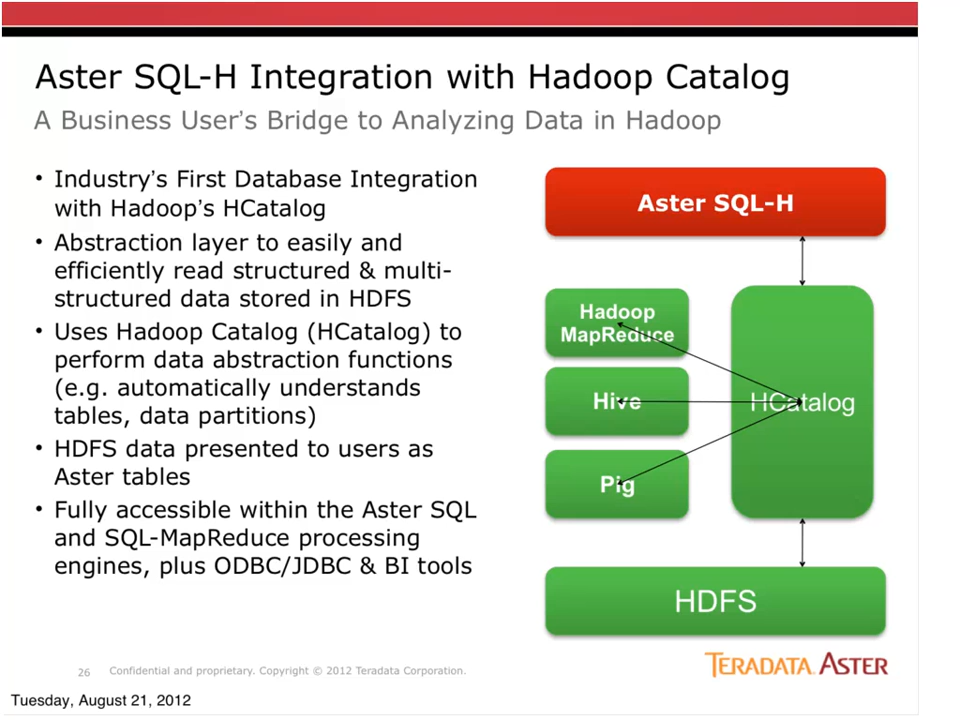 Aster SQL-H Integration with Hadoop Catalog
A Business User’s Bridge to Analyzing Data in Hadoop
• Industry’s First Database Integration
with Hadoop’s HCatalog
• Abstraction layer to easily and
efficiently read structured & multi-
structured data stored in HDFS
• Uses Hadoop Catalog (HCatalog) to
perform data abstraction functions
(e.g. automatically understands
tables, data partitions)
• HDFS data presented to users as
Aster tables
• Fully accessible within the Aster SQL
and SQL-MapReduce processing
engines, plus ODBC/JDBC & BI tools
Aster SQL-H
Hadoop
MapReduce
Hive
Pig
HCatalog
HDFS
26 Confidential and proprietary. Copyright © 2012 Teradata Corporation.
TERADATA ASTER
Tuesday, August 21, 2012